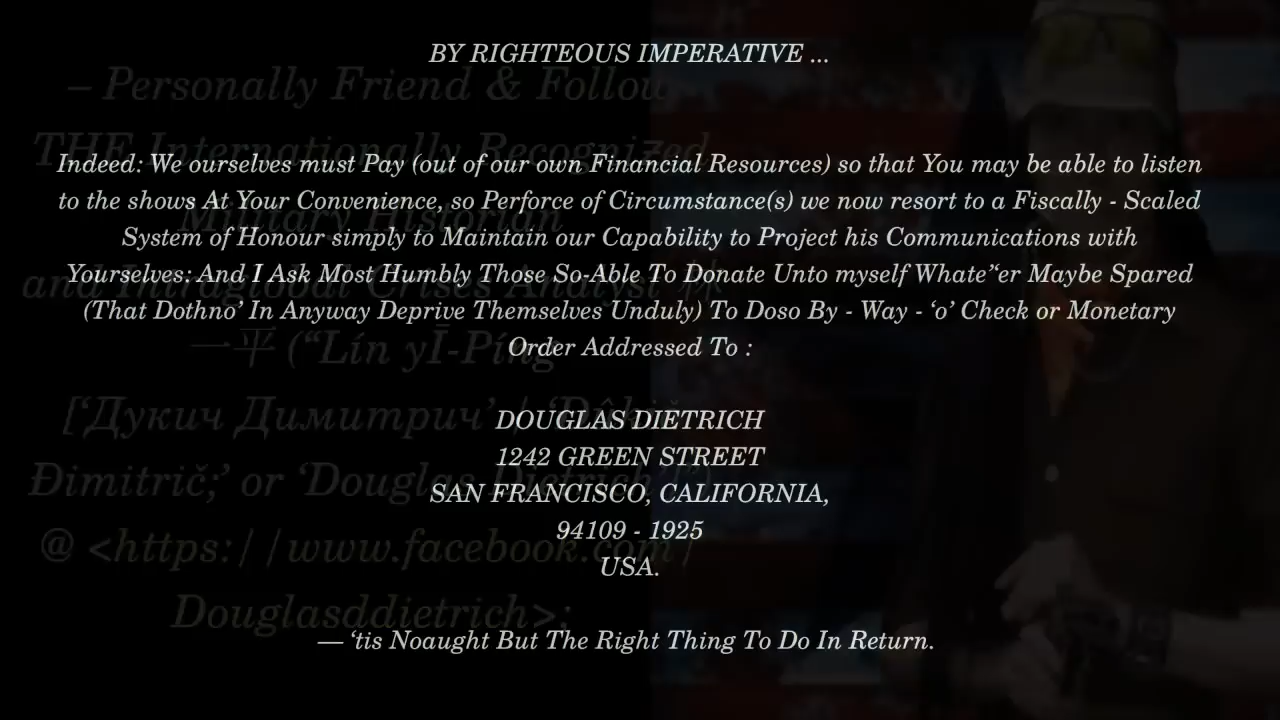 BY RIGHTEOUS IMPERATIVE ...
– Personally Friend & Follow
THE Internationally Recognized
Indeed: We ourselves must Pay (out of our own Financial Resources) so that You may be able to listen
to the shows At Your Convenience, so Perforce of Circumstance(s) we now resort to a Fiscally - Scaled
Military Historian
System of Honour simply to Maintain our Capability to Project his Communications with
Yourselves: And I Ask Most Humbly Those So-Able To Donate Unto myself Whate”er Maybe Spared
(That Dothno’ In Anyway Deprive Themselves Unduly) To Doso By - Way - ‘o’ Check or Monetary
一平 (“Lín yĪ-Píng
Order Addressed To :
[‘Дукич Димитрич’
DOUGLAS DIETRICH
1242 GREEN STREET
Đimitrič;’ or ‘Douglas
SAN FRANCISCO, CALIFORNIA,
94109 - 1925
@ <https://www.facebook.com/
USA.
Douglasddietrich>;
— ‘tis Noaught But The Right Thing To Do In Return.